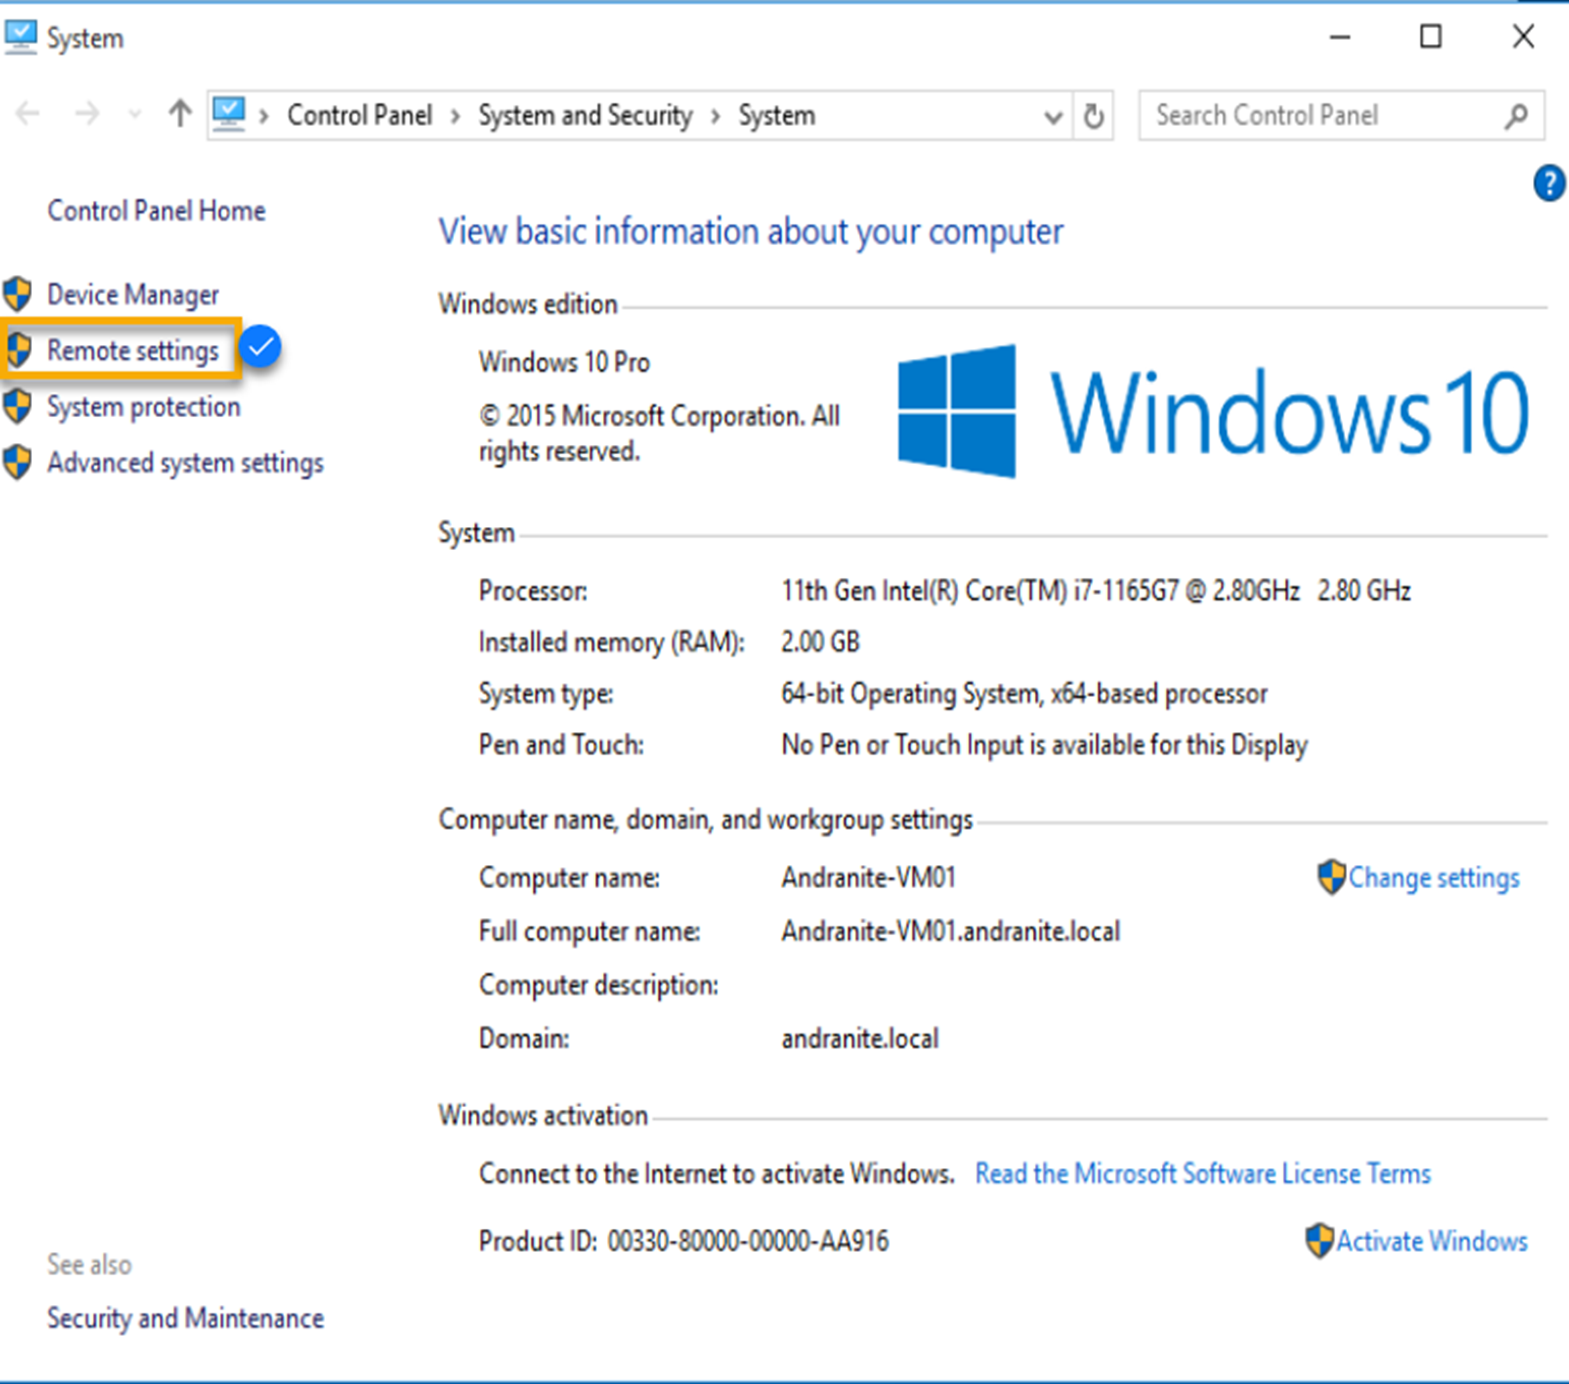 System
Control Panel > System and Security > System
Search Control Panel
?
Control Panel Home
Device Manager
Remote settings
System protection
Advanced system settings
View basic information about your computer
Windows edition
Windows 10 Pro
© 2015 Microsoft Corporation. All
rights reserved.
Windows 10
System
Processor: 11th Gen Intel(R) Core(TM) i7-1165G7 @ 2.80GHz 2.80 GHz
Installed memory (RAM): 2.00 GB
System type: 64-bit Operating System, x64-based processor
Pen and Touch: No Pen or Touch Input is available for this Display
Computer name, domain, and workgroup settings
Computer name: Andranite-VM01 Change settings
Full computer name: Andranite-VM01.andranite.local
Computer description:
Domain: andranite.local
Windows activation
Connect to the Internet to activate Windows. Read the Microsoft Software License Terms
Product ID: 00330-80000-00000-AA916 Activate Windows
See also
Security and Maintenance